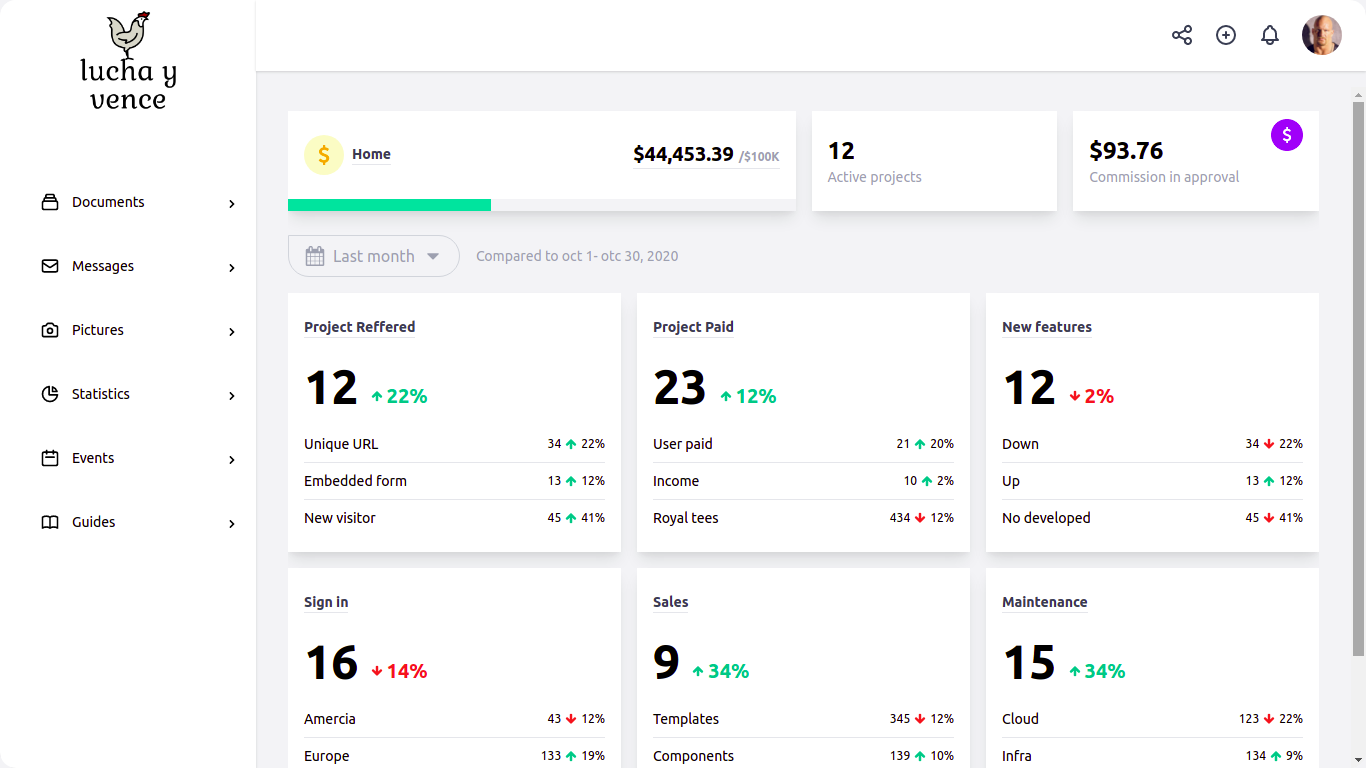 lucha y
vence
Documents
Messages
Pictures
Statistics
Events
Guides
$ Home $44,453.39 /$100K
12
Active projects
$93.76 $
Commission in approval
Last month Compared to oct 1- otc 30, 2020
Project Reffered
12 22%
Unique URL 34 22%
Embedded form 13 12%
New visitor 45 41%
Project Paid
23 12%
User paid 21 20%
Income 10 2%
Royal tees 434 12%
New features
12 2%
Down 34 22%
Up 13 12%
No developed 45 41%
Sign in
16 14%
Amercia 43 12%
Europe 133 19%
Sales
9 34%
Templates 345 12%
Components 139 10%
Maintenance
15 34%
Cloud 123 22%
Infra 134 9%